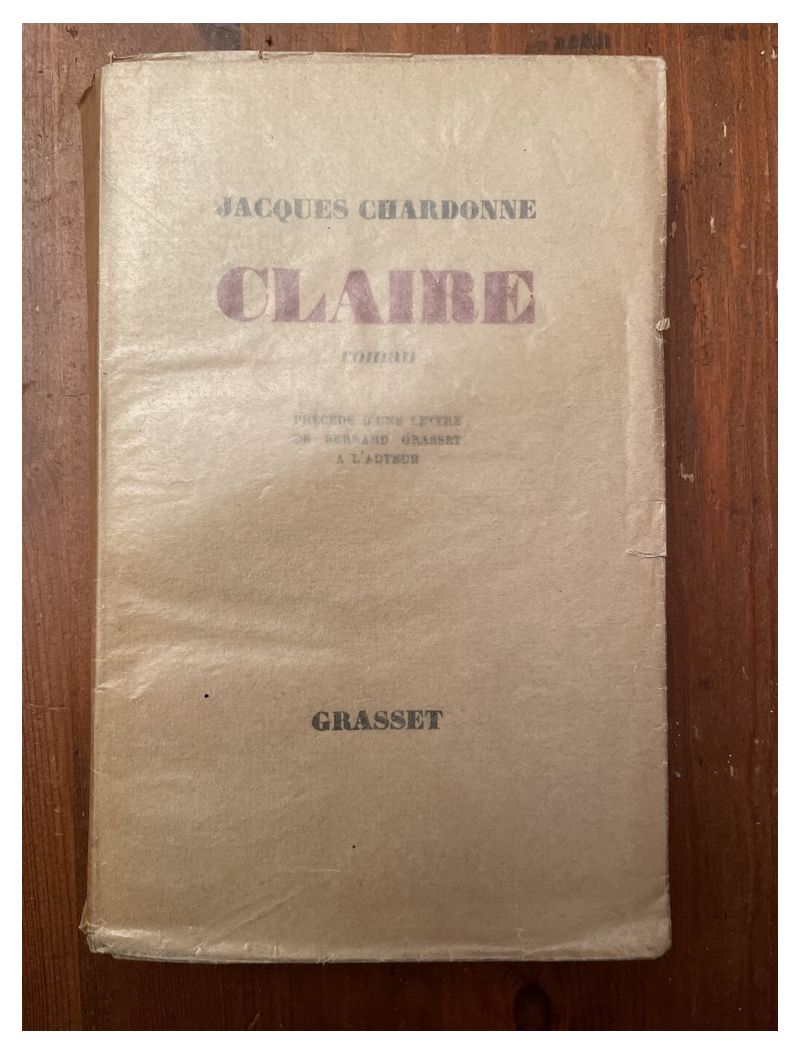 JACQUES CHARDONNE
CLAIRE
roman
PRÉCÉDÉ D'UNE LETTRE
DE BERNARD GRASSET
A L'AUTEUR
GRASSET